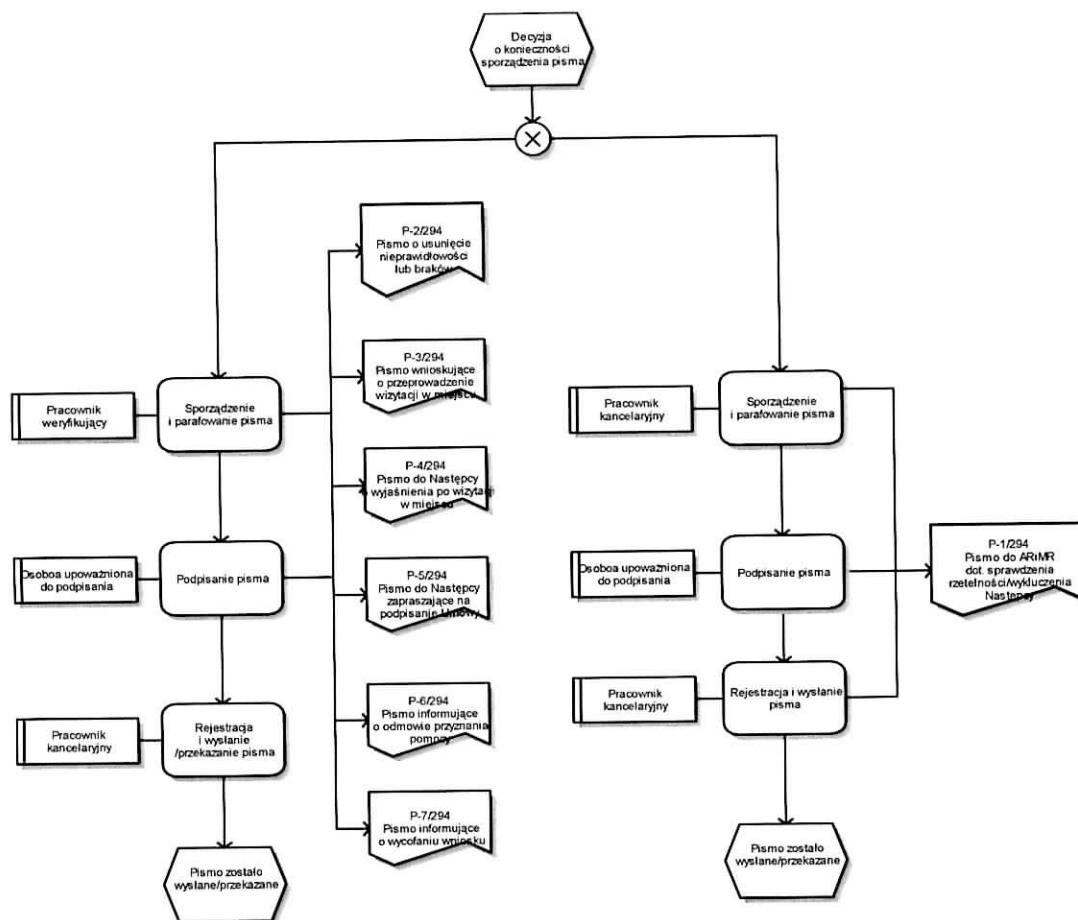 Decyzja
o konieczności
sporządzenia pisma
P-2/294
Pismo o usunięcie
nieprawidłowości
lub braków
P-3/294
Pismo wnioskujące
o przeprowadzenie
wizytacji w miejscu
P-4/294
Pismo do Następcy
o wyjaśnienia po wizytacji
w miejscu
P-5/294
Pismo do Następcy
zapraszające na
podpisanie Umowy
P-6/294
Pismo informujące
o odmowie przyznania
pomocy
P-7/294
Pismo informujące
o wycofaniu wniosku
Pracownik
weryfikujący
Sporządzenie
i parafowanie pisma
Osoboa upoważniona
do podpisania
Podpisanie pisma
Pracownik
kancelaryjny
Rejestracja
i wysłanie
/przekazanie pisma
Pismo zostało
wysłane/przekazane
Pracownik
kancelaryjny
Sporządzenie
i parafowanie pisma
Osoboa upoważniona
do podpisania
Podpisanie pisma
P-1/294
Pismo do ARiMR
dot. sprawdzenia
rzetelności/wykluczenia
Następcy
Pracownik
kancelaryjny
Rejestracja i wysłanie
pisma
Pismo zostało
wysłane/przekazane